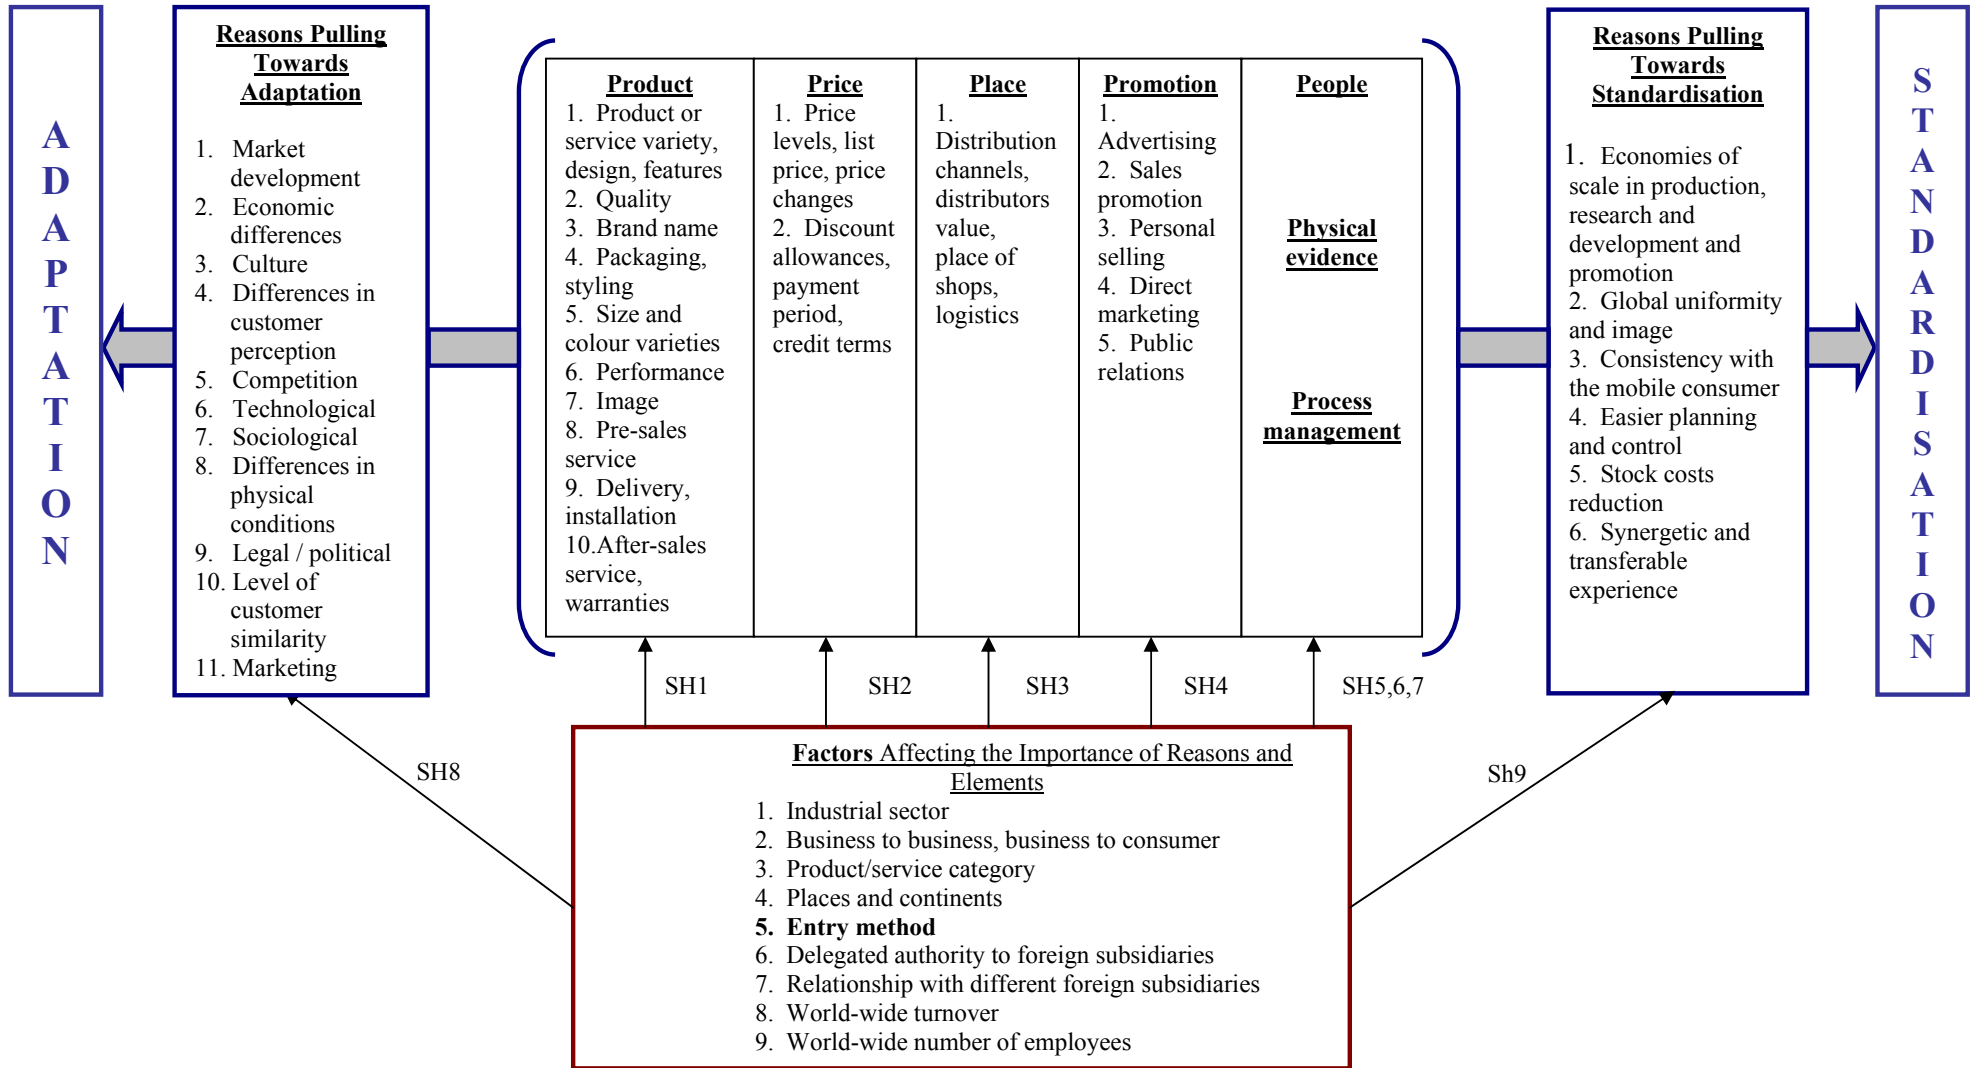 ADAPTATION
Reasons Pulling
Towards
Adaptation
1. Market
development
2. Economic
differences
3. Culture
4. Differences in
customer
perception
5. Competition
6. Technological
7. Sociological
8. Differences in
physical
conditions
9. Legal / political
10. Level of
customer
similarity
11. Marketing
Product
1. Product or
service variety,
design, features
2. Quality
3. Brand name
4. Packaging,
styling
5. Size and
colour varieties
6. Performance
7. Image
8. Pre-sales
service
9. Delivery,
installation
10.After-sales
service,
warranties
Price
1. Price
levels, list
price, price
changes
2. Discount
allowances,
payment
period,
credit terms
Place
1.
Distribution
channels,
distributors
value,
place of
shops,
logistics
Promotion
1.
Advertising
2. Sales
promotion
3. Personal
selling
4. Direct
marketing
5. Public
relations
People
Physical
evidence
Process
management
Reasons Pulling
Towards
Standardisation
1. Economies of
scale in production,
research and
development and
promotion
2. Global uniformity
and image
3. Consistency with
the mobile consumer
4. Easier planning
and control
5. Stock costs
reduction
6. Synergetic and
transferable
experience
STANDARDISATION
SH1
SH2
SH3
SH4
SH5,6,7
SH8
Sh9
Factors Affecting the Importance of Reasons and
Elements
1. Industrial sector
2. Business to business, business to consumer
3. Product/service category
4. Places and continents
5. Entry method
6. Delegated authority to foreign subsidiaries
7. Relationship with different foreign subsidiaries
8. World-wide turnover
9. World-wide number of employees